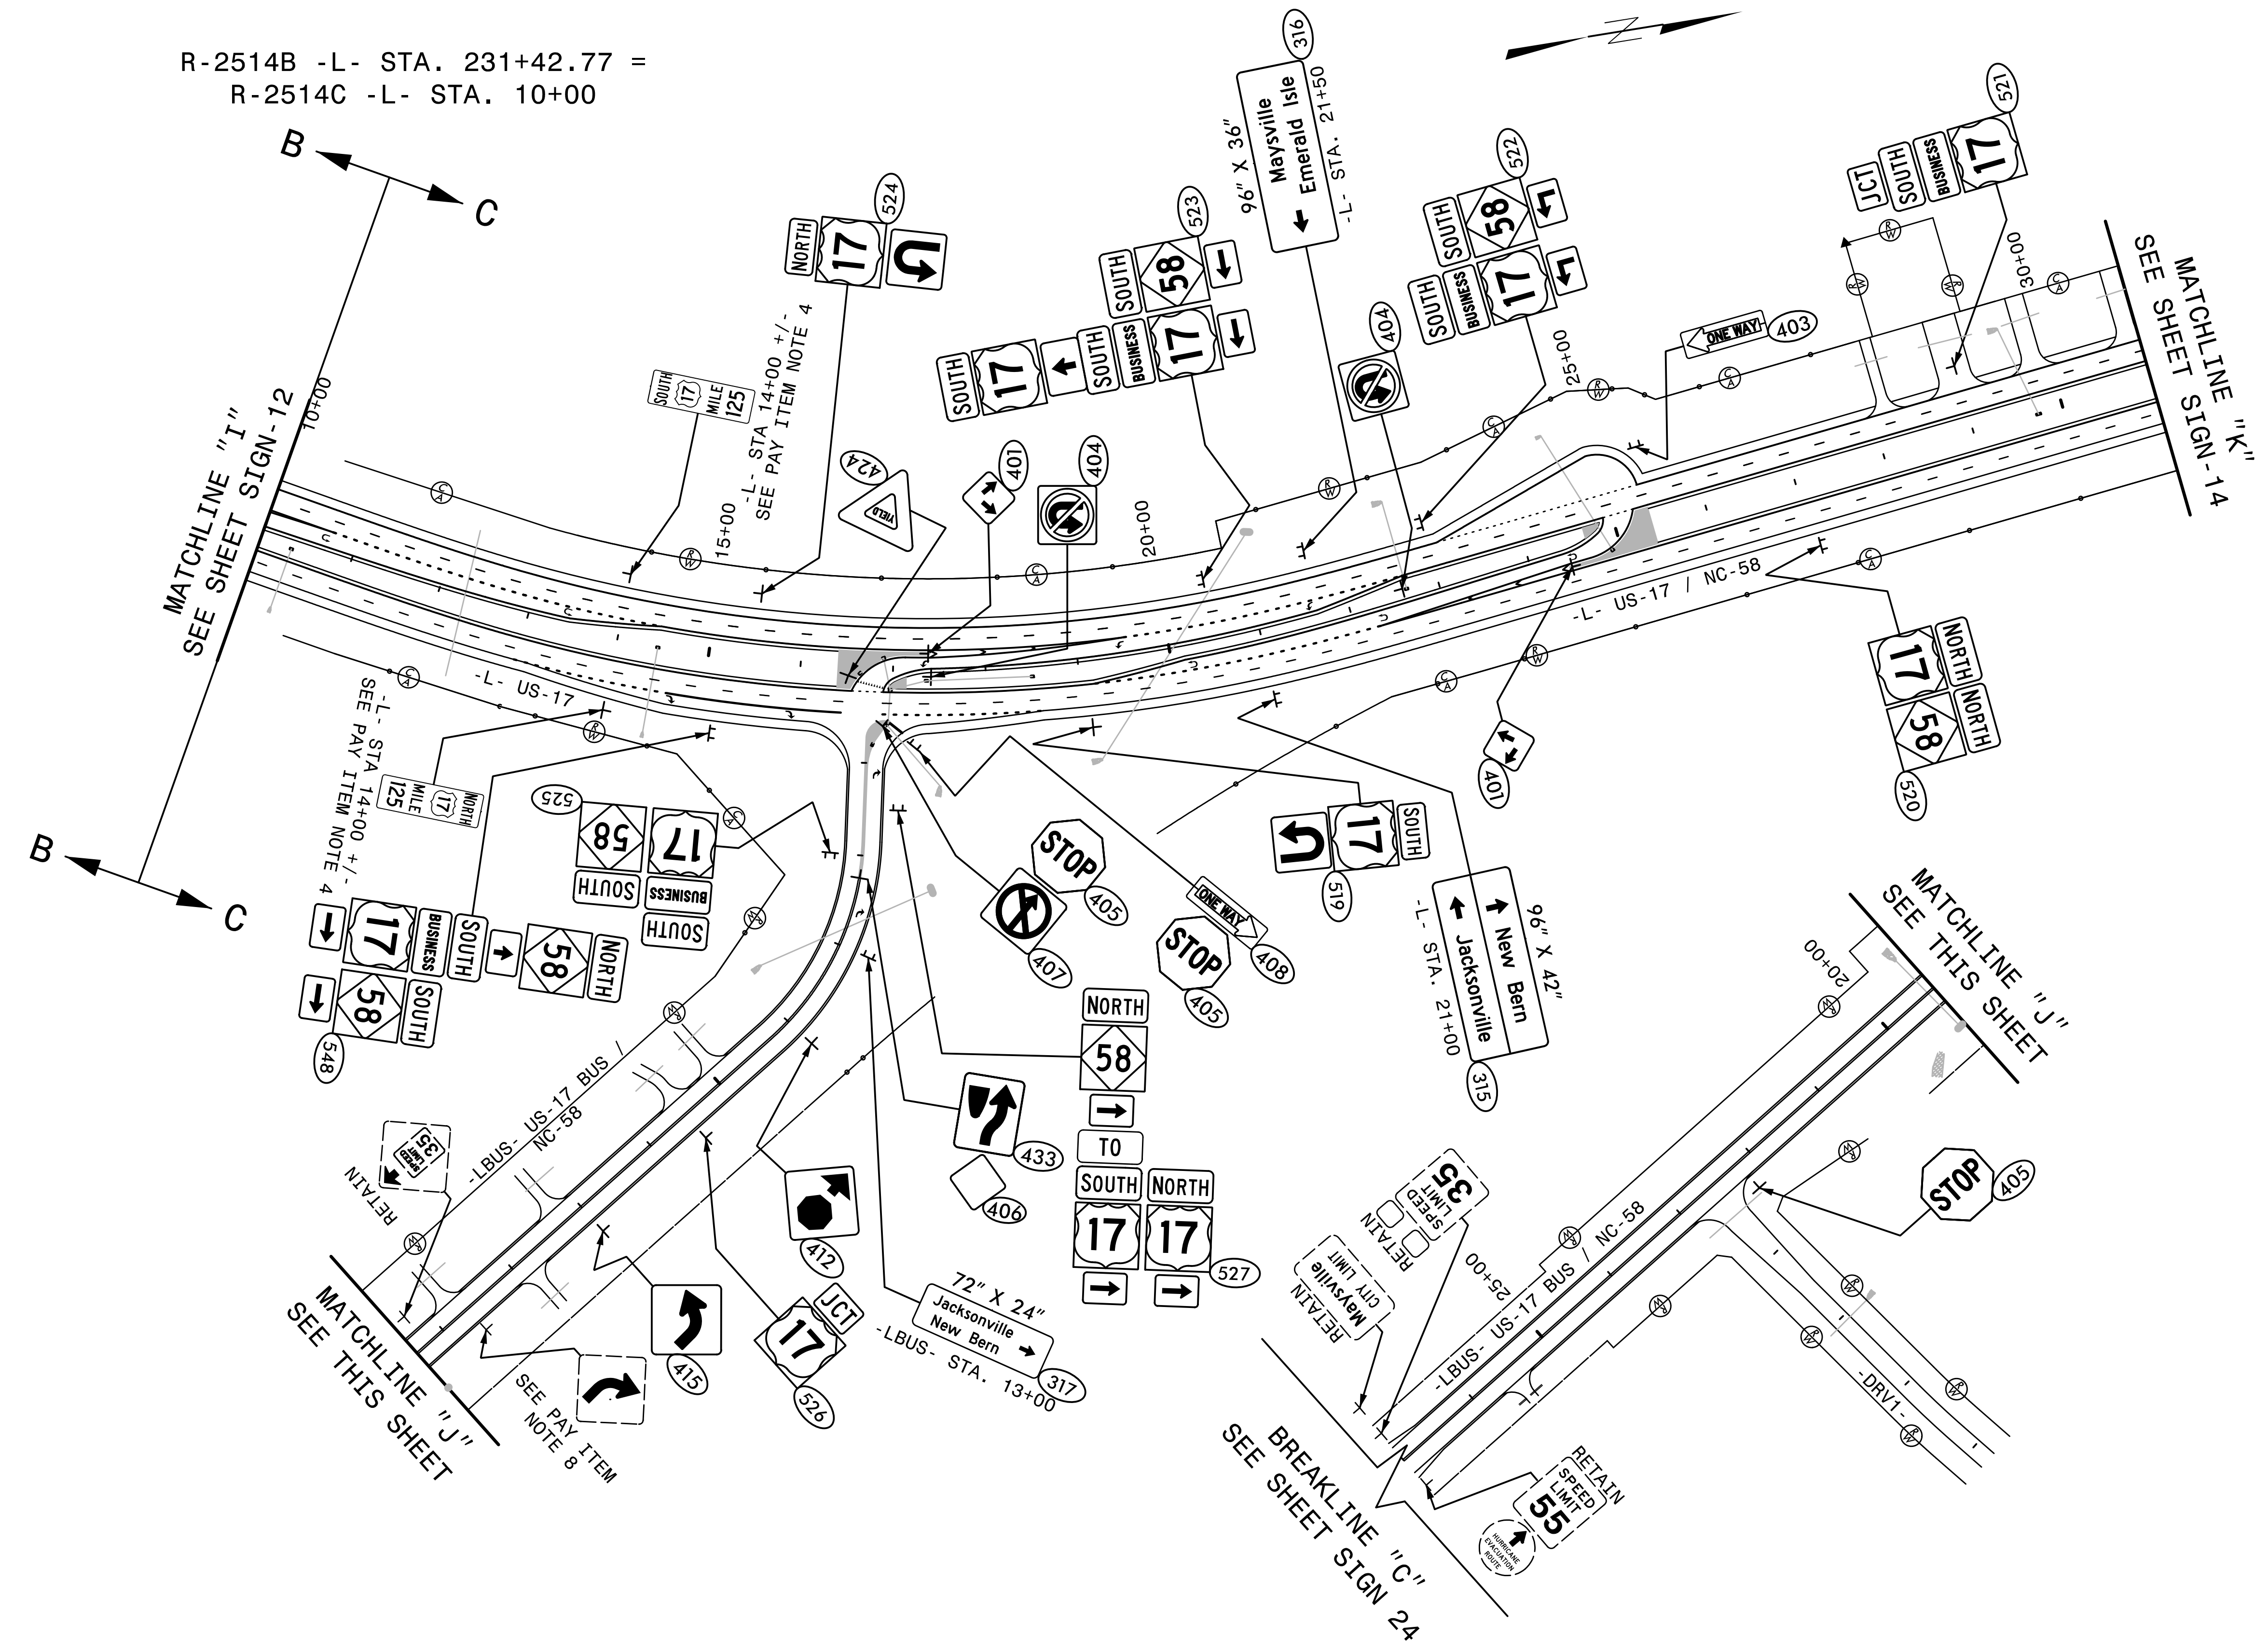 R-2514B -L- STA. 231+42.77 =
R-2514C -L- STA. 10+00
N
B
C
MATCHLINE "I"
SEE SHEET SIGN-12
10+00
B
C
NORTH
17
524
-L- STA 14+00 +/-
SEE PAY ITEM NOTE 4
SOUTH
17
MILE
125
15+00
424
YIELD
401
404
SOUTH
17
SOUTH
BUSINESS
17
SOUTH
58
523
20+00
316
Maysville
Emerald Isle
96" X 36"
-L- STA. 21+50
404
SOUTH
58
SOUTH
BUSINESS
17
522
25+00
ONE WAY
403
JCT
SOUTH
BUSINESS
17
521
30+00
MATCHLINE "K"
SEE SHEET SIGN-14
-L- US-17
-L- US-17 / NC-58
NORTH
17
NORTH
58
520
401
SOUTH
17
519
96" X 42"
New Bern
Jacksonville
-L- STA. 21+00
315
-L- STA 14+00 +/-
SEE PAY ITEM NOTE 4
NORTH
17
MILE
125
525
58
SOUTH
17
BUSINESS
SOUTH
17
BUSINESS
SOUTH
58
NORTH
58
SOUTH
548
STOP
405
407
ONE WAY
408
STOP
405
NORTH
58
TO
SOUTH
NORTH
17
17
527
433
406
412
-LBUS- US-17 BUS /
NC-58
SPEED
LIMIT
35
RETAIN
MATCHLINE "J"
SEE THIS SHEET
SEE PAY ITEM
NOTE 8
415
JCT
17
526
72" X 24"
Jacksonville
New Bern
-LBUS- STA. 13+00
317
MATCHLINE "J"
SEE THIS SHEET
20+00
STOP
405
-LBUS- US-17 BUS / NC-58
25+00
SPEED
LIMIT
35
RETAIN
RETAIN
Maysville
CITY LIMIT
RETAIN
-DRV1-
BREAKLINE "C"
SEE SHEET SIGN 24
RETAIN
SPEED
LIMIT
55
HURRICANE
EVACUATION
ROUTE